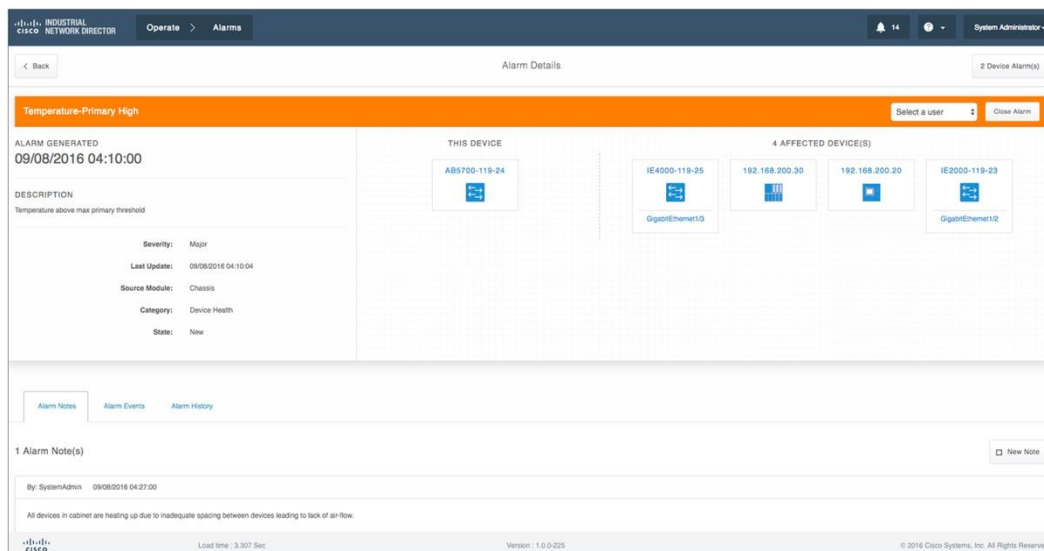 CISCO
INDUSTRIAL
NETWORK DIRECTOR
Operate > Alarms
14
System Administrator
< Back
Alarm Details
2 Device Alarm(s)
Temperature-Primary High
Select a user
Close Alarm
ALARM GENERATED
09/08/2016 04:10:00
DESCRIPTION
Temperature above max primary threshold
Severity: Major
Last Update: 09/08/2016 04:10:04
Source Module: Chassis
Category: Device Health
State: New
THIS DEVICE
AB5700-119-24
4 AFFECTED DEVICE(S)
IE4000-119-25
GigabitEthernet1/3
192.168.200.30
192.168.200.20
IE2000-119-23
GigabitEthernet1/2
Alarm Notes
Alarm Events
Alarm History
1 Alarm Note(s)
New Note
By: SystemAdmin 09/08/2016 04:27:00
All devices in cabinet are heating up due to inadequate spacing between devices leading to lack of air-flow.
CISCO
Load time : 3.307 Sec
Version : 1.0.0-225
© 2016 Cisco Systems, Inc. All Rights Reserve